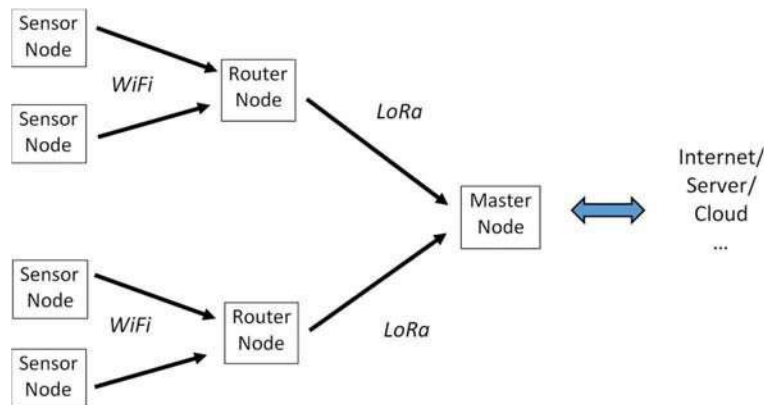 Sensor
Node
WiFi
Sensor
Node
Router
Node
LoRa
Sensor
Node
WiFi
Sensor
Node
Router
Node
LoRa
Master
Node
Internet/
Server/
Cloud
...